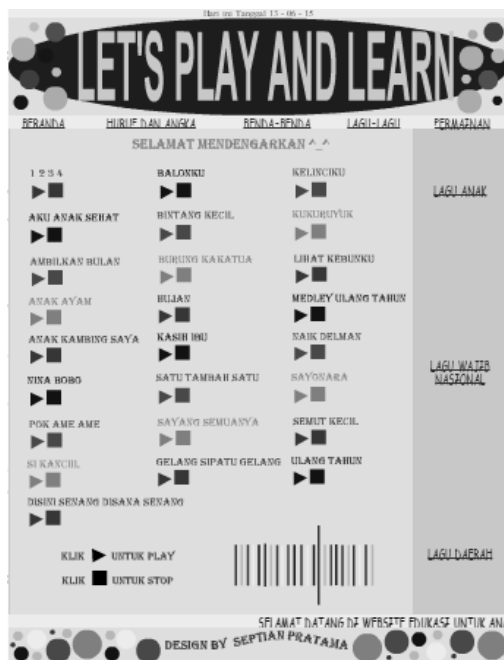 Hari ini Tanggal 13 - 06 - 15
LET'S PLAY AND LEARN
BERANDA HURUF DAN ANGKA BENDA-BENDA LAGU-LAGU PERMAINAN
SELAMAT MENDENGARKAN ^_^
1 2 3 4 BALONKU KELINCIKU
LAGU ANAK
AKU ANAK SEHAT BINTANG KECIL KUKURUYUK
AMBILKAN BULAN BURUNG KAKATUA LIHAT KEBUNKU
ANAK AYAM HUJAN MEDLEY ULANG TAHUN
ANAK KAMBING SAYA KASIH IBU NAIK DELMAN
LAGU WAJIB
NASIONAL
NINA BOBO SATU TAMBAH SATU SAYONARA
POK AME AME SAYANG SEMUANYA SEMUT KECIL
SI KANCIIL GELANG SIPATU GELANG ULANG TAHUN
DISINI SENANG DISANA SENANG
KLIK UNTUK PLAY
LAGU DAERAH
KLIK UNTUK STOP
SELAMAT DATANG DI WEBSITE EDUKASI UNTUK
DESIGN BY SEPTIAN PRATAMA